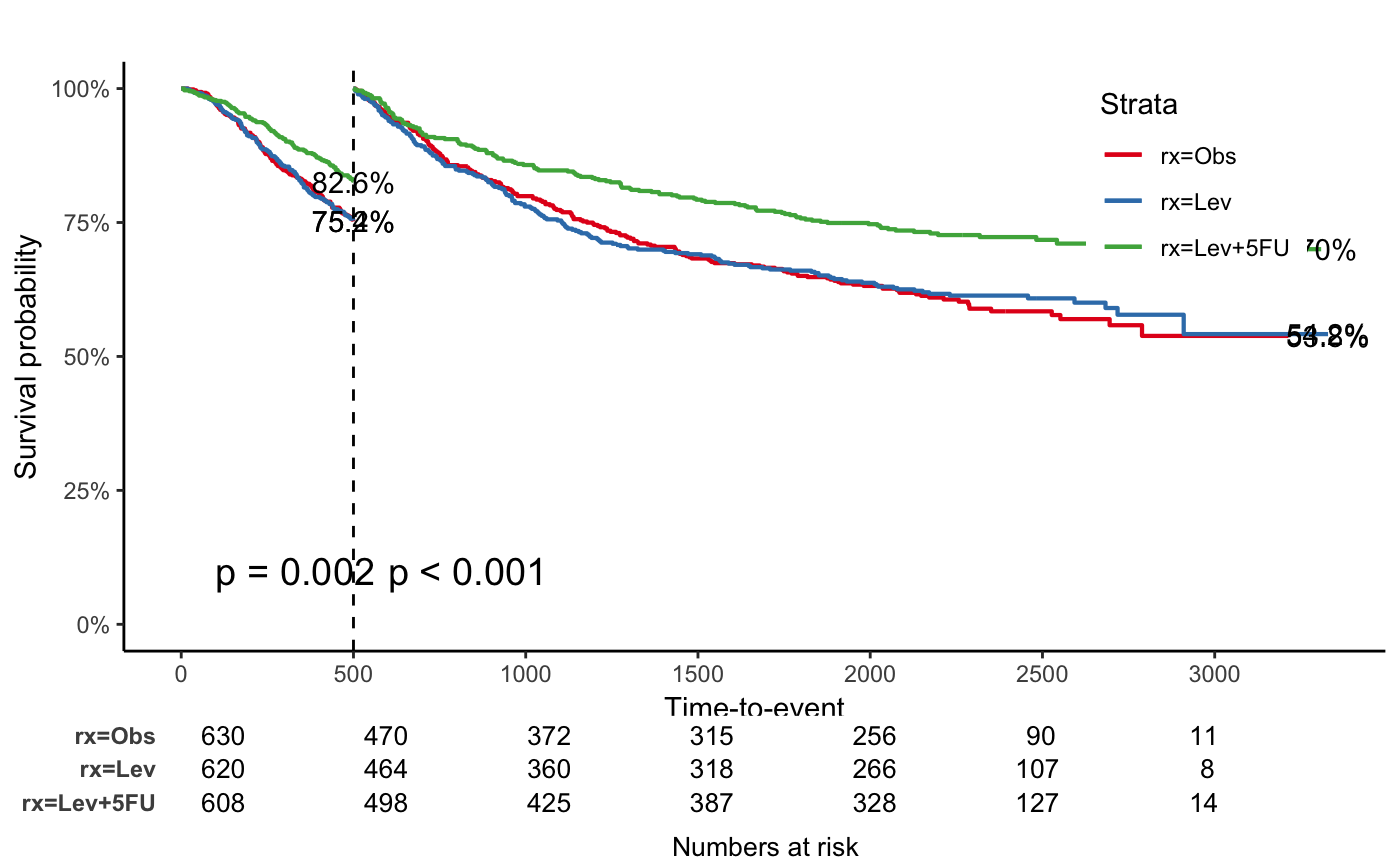 Strata
rx=Obs
rx=Lev
rx=Lev+5FU
Survival probability
100%
75%
50%
25%
0%
82.6%
p = 0.002
p < 0.001
0 500 1000 1500 2000 2500 3000
Time-to-event
rx=Obs 630 470 372 315 256 90 11
rx=Lev 620 464 360 318 266 107 8
rx=Lev+5FU 608 498 425 387 328 127 14
Numbers at risk